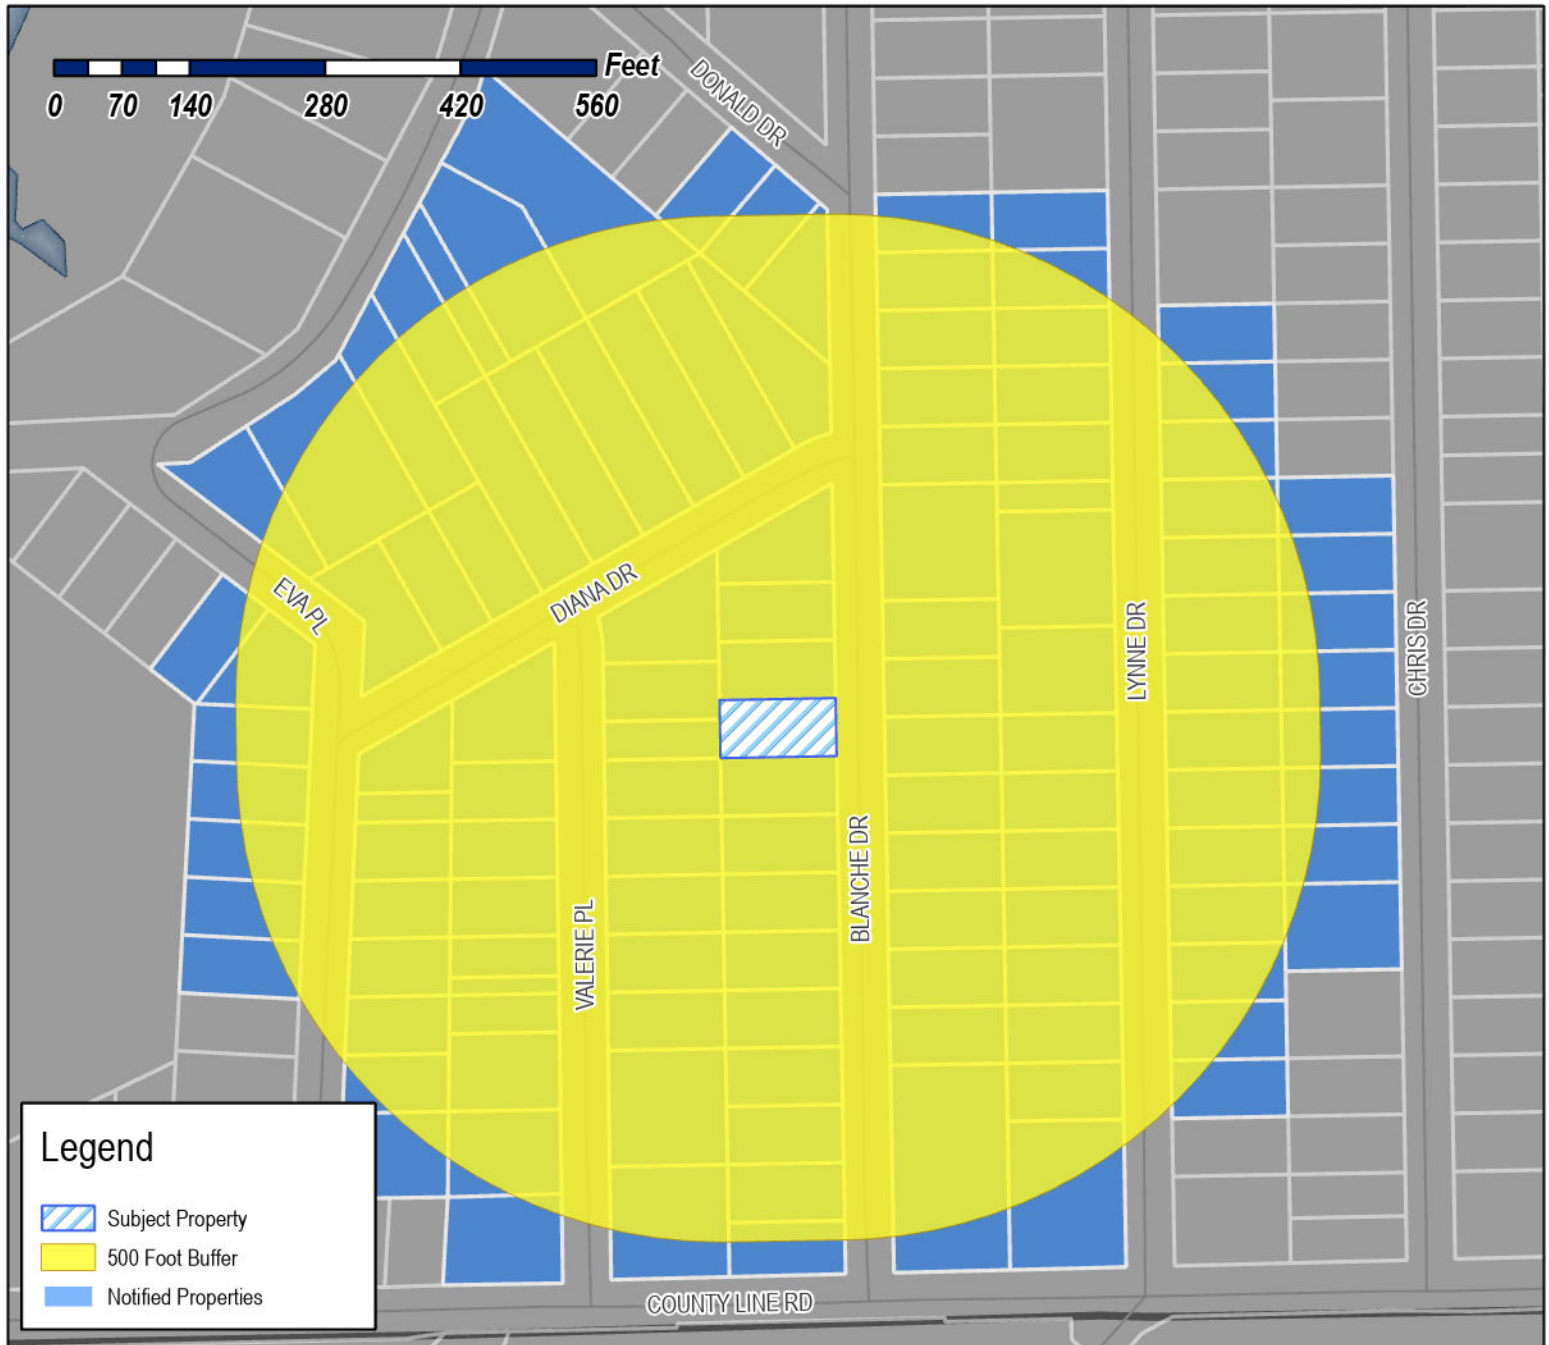 Feet
0 70 140 280 420 560
DONALD DR
EVA PL
DIANA DR
LYNNE DR
CHRIS DR
BLANCHE DR
VALERIE PL
COUNTY LINE RD
Legend
Subject Property
500 Foot Buffer
Notified Properties